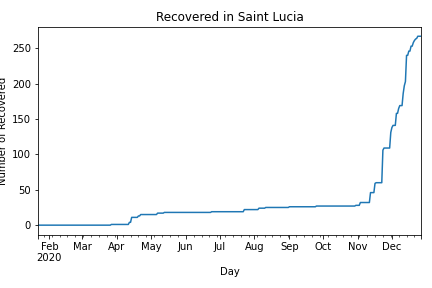 Recovered in Saint Lucia
Number of Recovered
250
200
150
100
50
0
Feb Mar Apr May Jun Jul Aug Sep Oct Nov Dec
2020
Day